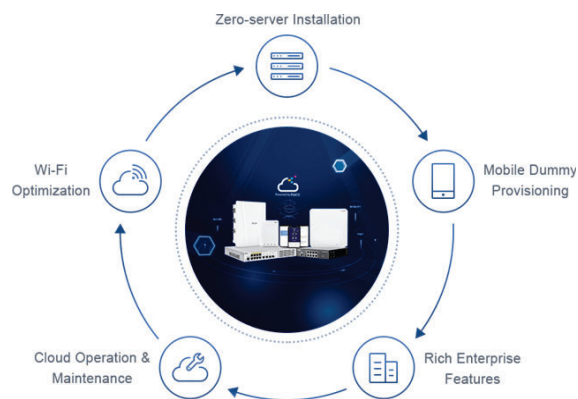 Zero-server Installation
Wi-Fi
Optimization
Mobile Dummy
Provisioning
Cloud Operation &
Maintenance
Rich Enterprise
Features